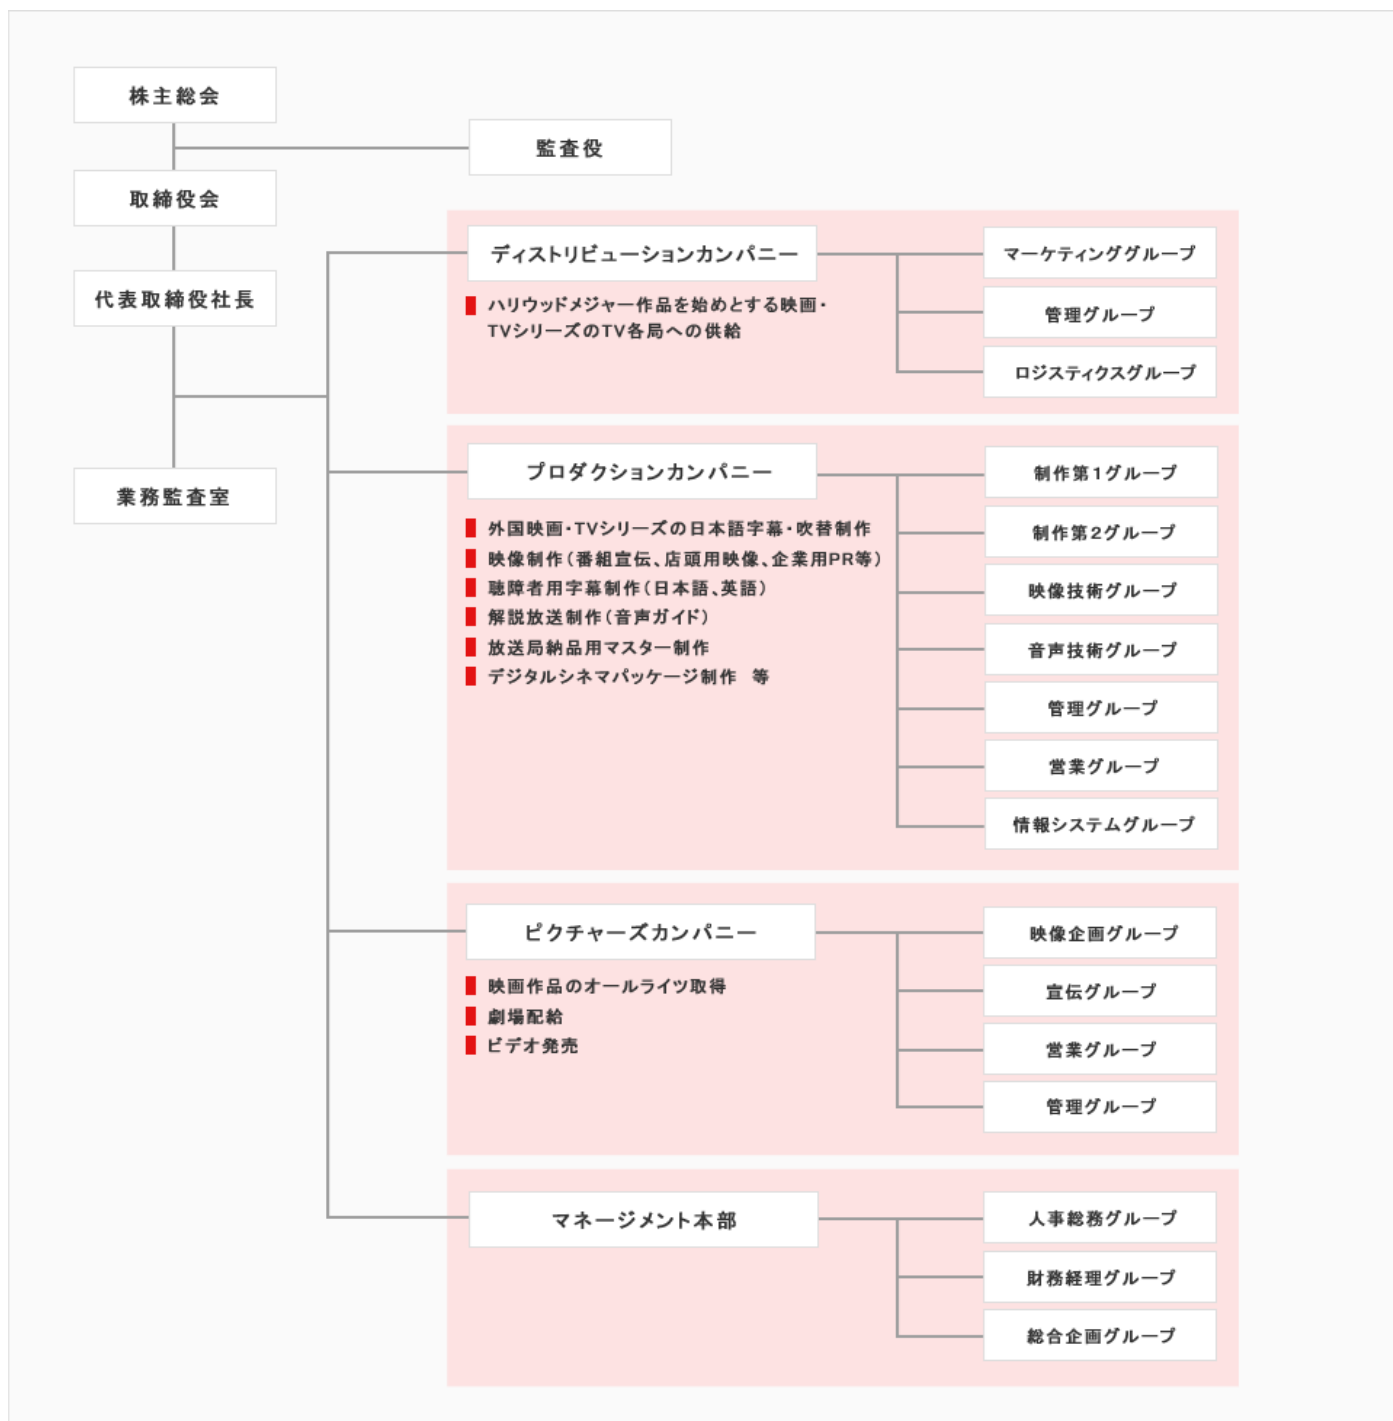 株主総会
監査役
取締役会
代表取締役社長
業務監査室
ディストリビューションカンパニー
ハリウッドメジャー作品を始めとする映画・
TVシリーズのTV各局への供給
マーケティンググループ
管理グループ
ロジスティクスグループ
プロダクションカンパニー
外国映画・TVシリーズの日本語字幕・吹替制作
映像制作(番組宣伝、店頭用映像、企業用PR等)
聴障者用字幕制作(日本語、英語)
解説放送制作(音声ガイド)
放送局納品用マスター制作
デジタルシネマパッケージ制作 等
制作第1グループ
制作第2グループ
映像技術グループ
音声技術グループ
管理グループ
営業グループ
情報システムグループ
ピクチャーズカンパニー
映画作品のオールライツ取得
劇場配給
ビデオ発売
映像企画グループ
宣伝グループ
営業グループ
管理グループ
マネージメント本部
人事総務グループ
財務経理グループ
総合企画グループ